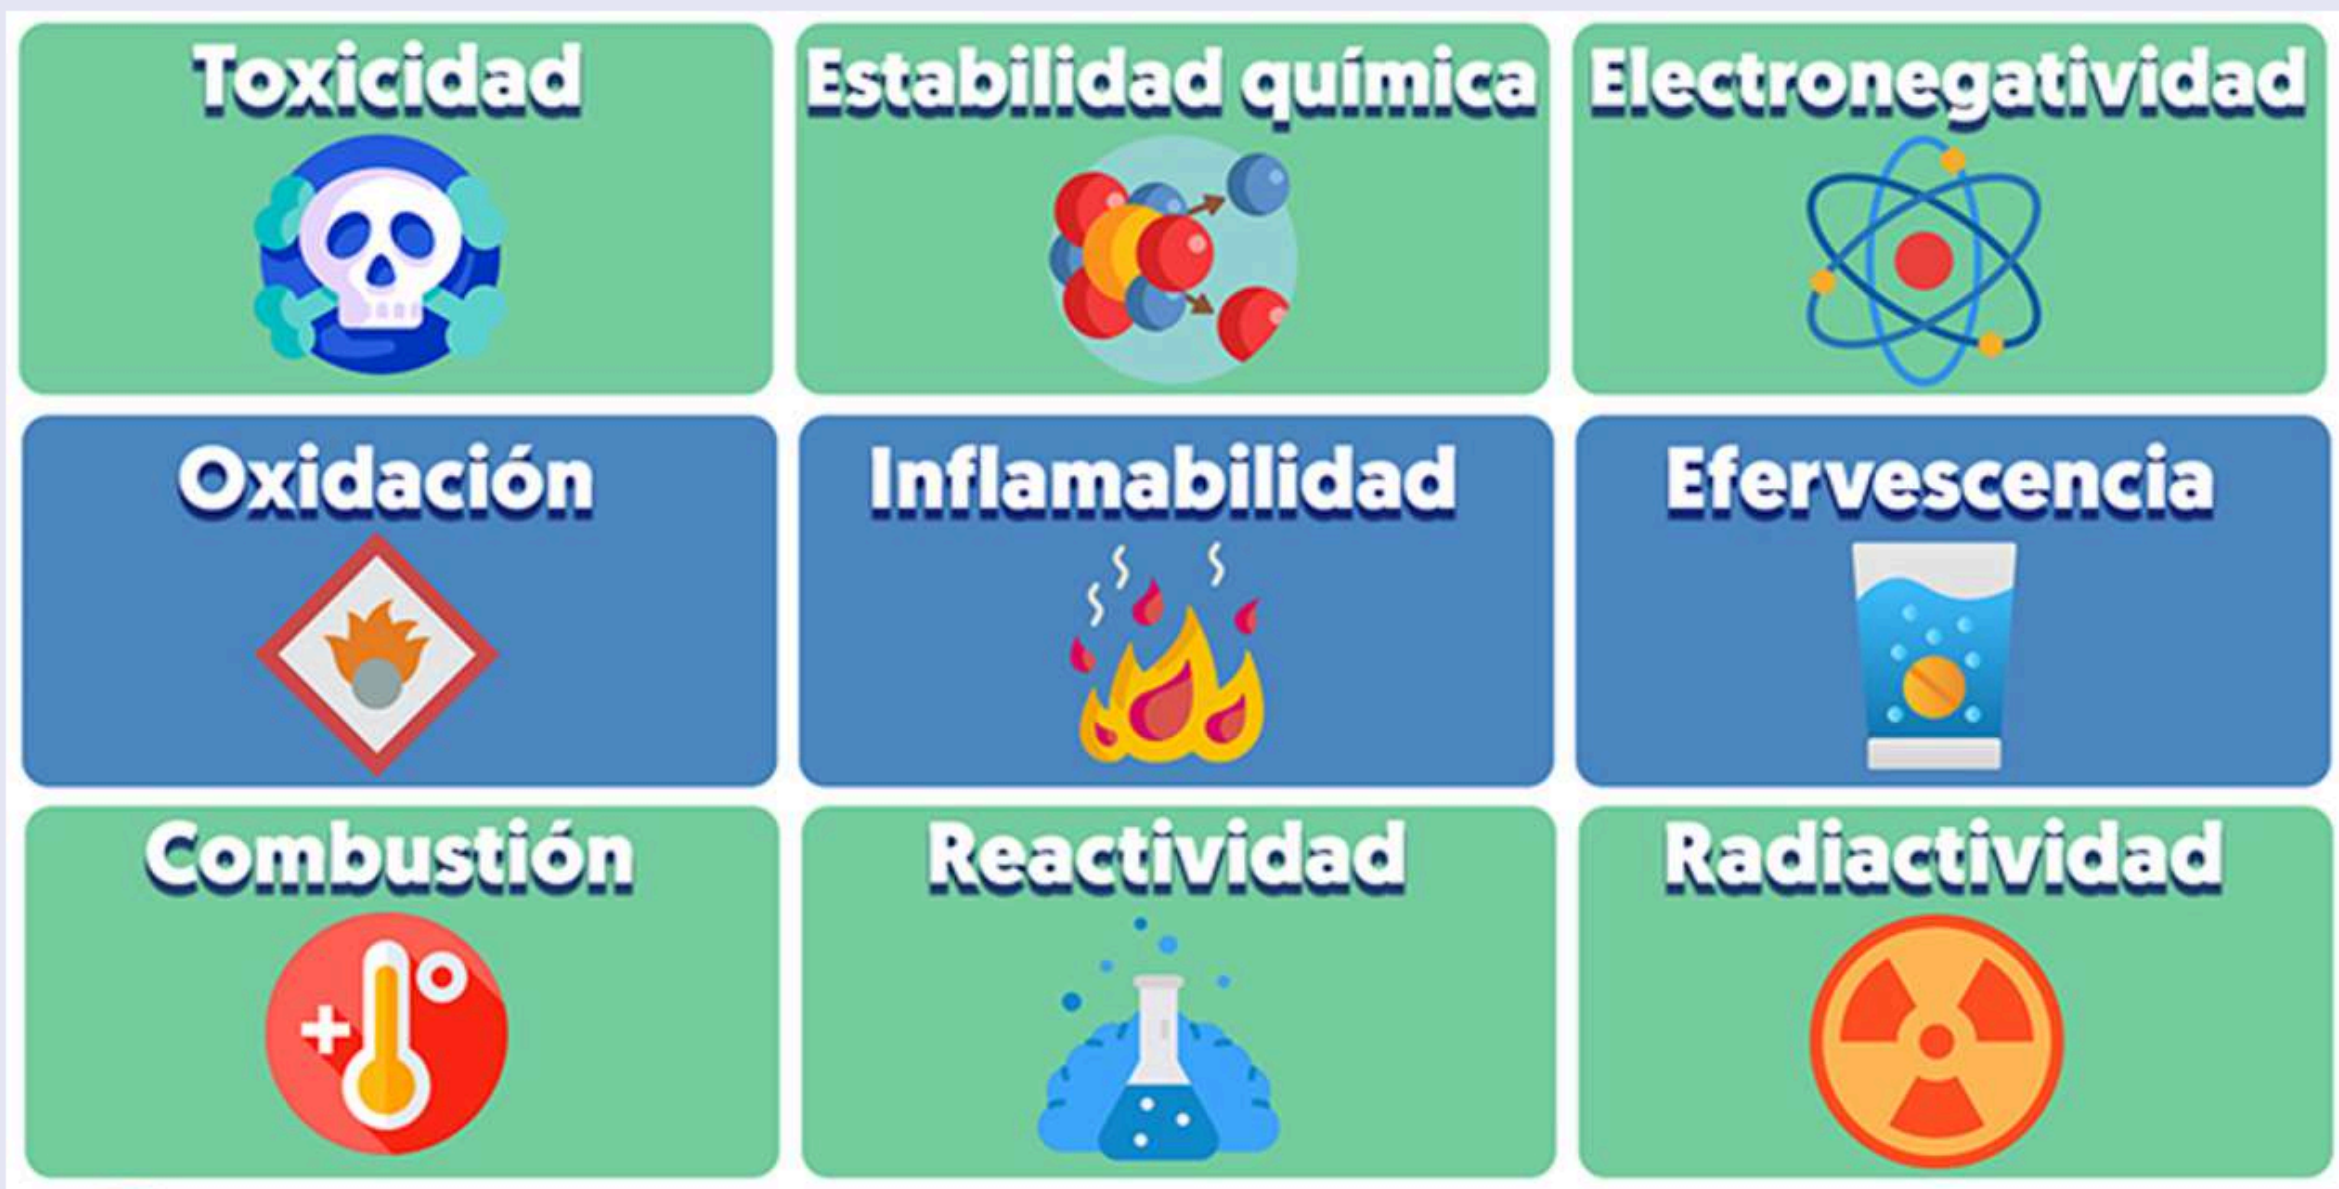 Toxicidad
Estabilidad química
Electronegatividad
Oxidación
Inflamabilidad
Efervescencia
Combustión
Reactividad
Radiactividad